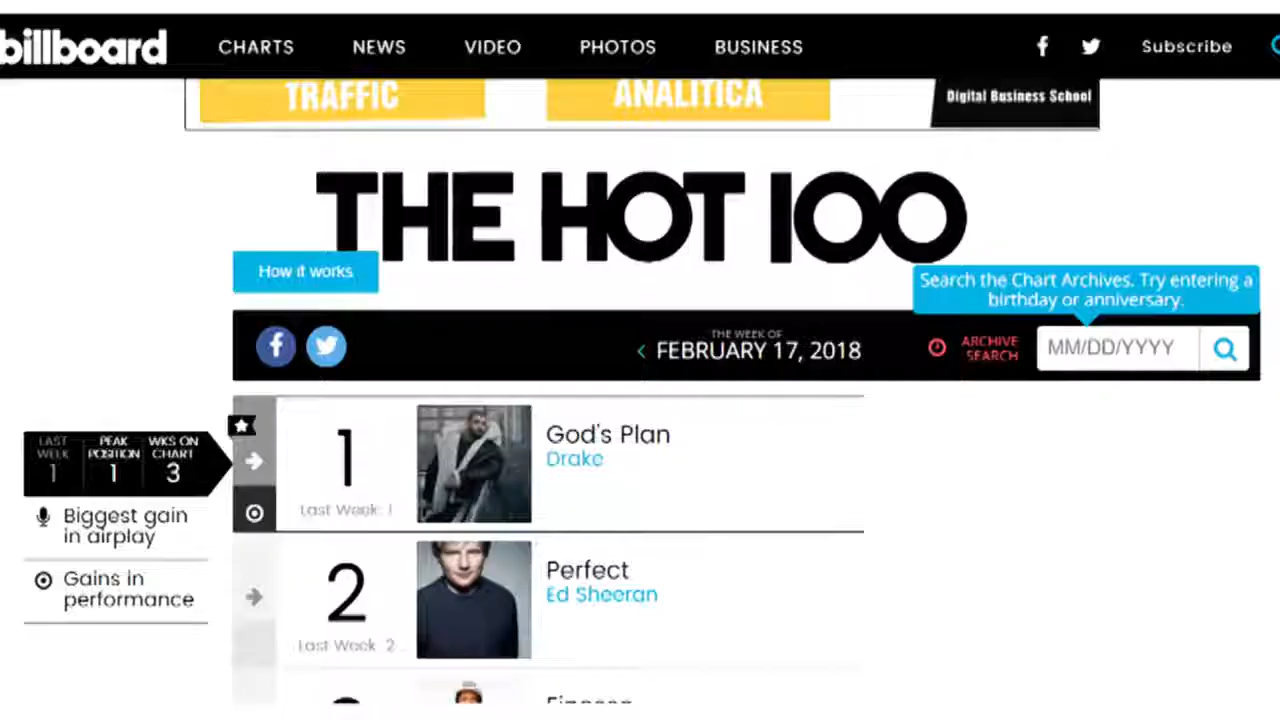 billboard CHARTS NEWS VIDEO PHOTOS BUSINESS Subscribe
TRAFFIC ANALITICA Digital Business School
THE HOT 100
How it works
Search the Chart Archives. Try entering a
birthday or anniversary.
THE WEEK OF
FEBRUARY 17, 2018
ARCHIVE
SEARCH
MM/DD/YYYY
LAST
WEEK
1
PEAK
POSITION
1
WKS ON
CHART
3
Biggest gain
in airplay
Gains in
performance
1
Last Week: 1
God's Plan
Drake
2
Last Week: 2
Perfect
Ed Sheeran